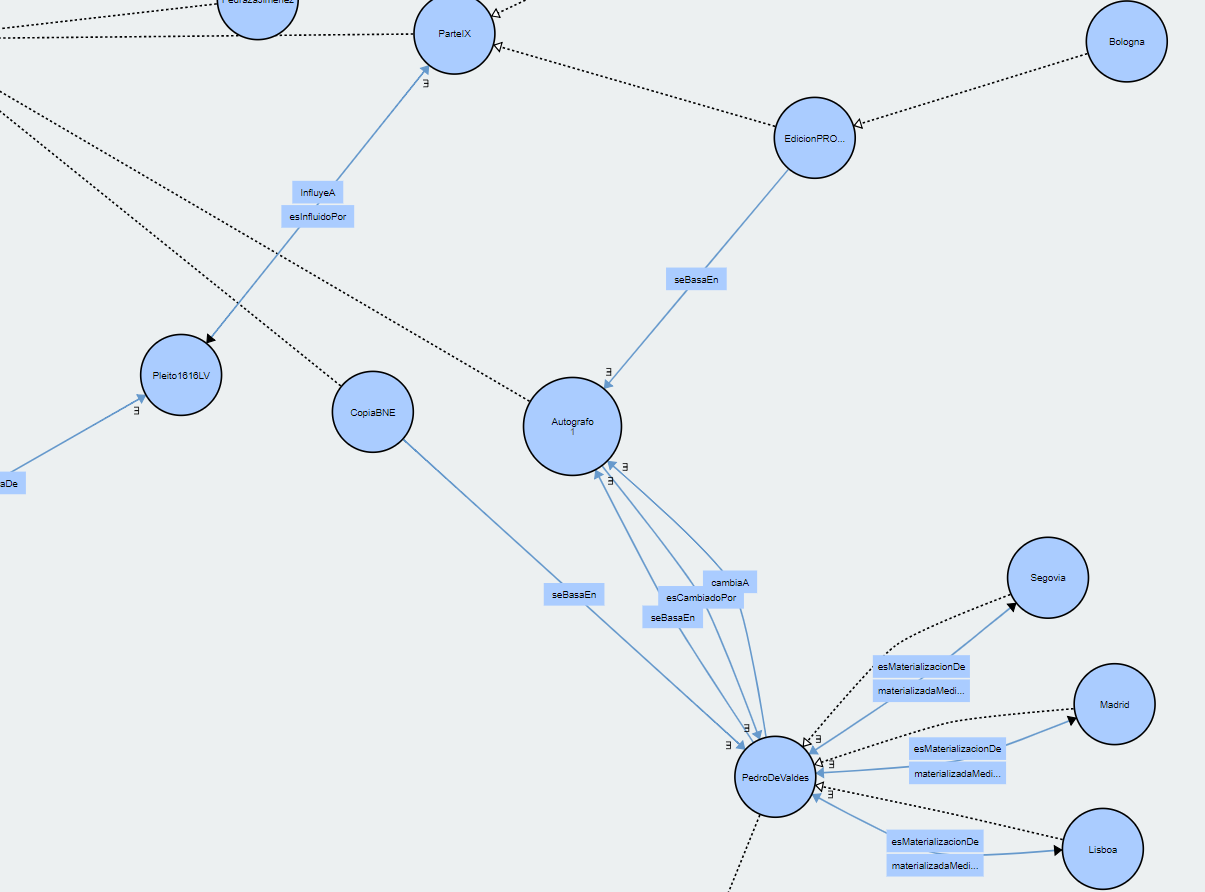 PedrazaJimenez
ParteIX
Bologna
EdicionPRO...
E
InfluyeA
esInfluidoPor
seBasaEn
Pleito1616LV
E
CopiaBNE
E
Autografo
1
E
E
aDe
cambiaA
esCambiadoPor
seBasaEn
seBasaEn
Segovia
esMaterializacionDe
materializadaMedi...
Madrid
E
E
E
esMaterializacionDe
materializadaMedi...
PedroDeValdes
E
E
esMaterializacionDe
materializadaMedi...
Lisboa